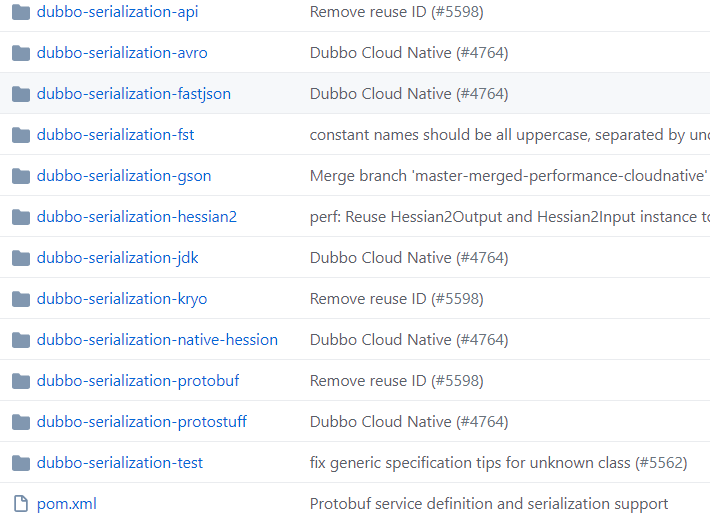 dubbo-serialization-api Remove reuse ID (#5598)
dubbo-serialization-avro Dubbo Cloud Native (#4764)
dubbo-serialization-fastjson Dubbo Cloud Native (#4764)
dubbo-serialization-fst constant names should be all uppercase, separated by
dubbo-serialization-gson Merge branch 'master-merged-performance-cloudnative'
dubbo-serialization-hessian2 perf: Reuse Hessian2Output and Hessian2Input instance
dubbo-serialization-jdk Dubbo Cloud Native (#4764)
dubbo-serialization-kryo Remove reuse ID (#5598)
dubbo-serialization-native-hession Dubbo Cloud Native (#4764)
dubbo-serialization-protobuf Remove reuse ID (#5598)
dubbo-serialization-protostuff Dubbo Cloud Native (#4764)
dubbo-serialization-test fix generic specification tips for unknown class (#5562)
pom.xml Protobuf service definition and serialization support